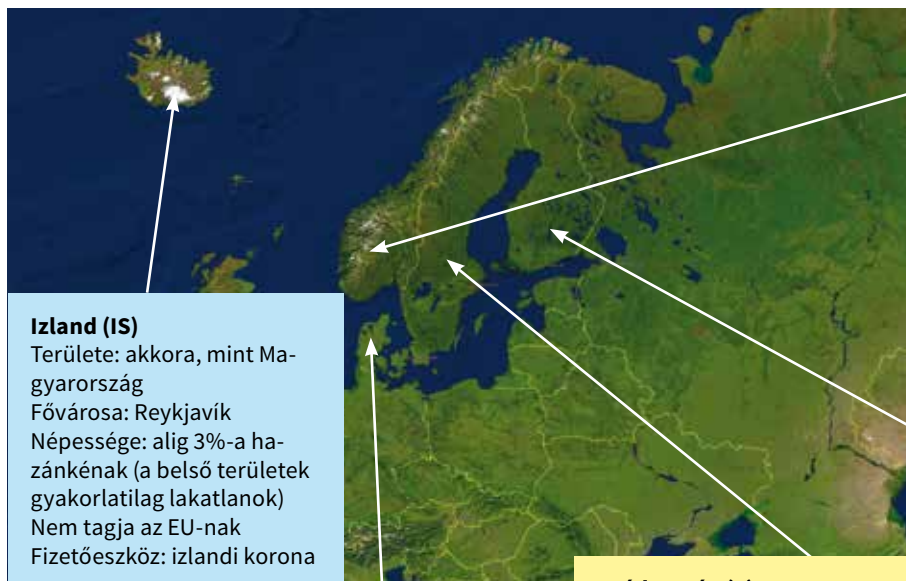 Izland (IS)
Területe: akkora, mint Ma-
gyarország
Fővárosa: Reykjavík
Népessége: alig 3%-a ha-
zánkénak (a belső területek
gyakorlatilag lakatlanok)
Nem tagja az EU-nak
Fizetőeszköz: izlandi korona